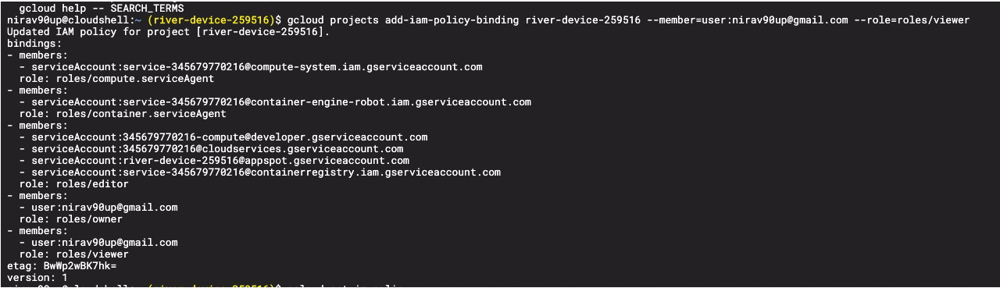 gcloud help -- SEARCH_TERMS
nirav90up@cloudshell:~ (river-device-259516)$ gcloud projects add-iam-policy-binding river-device-259516 --member=user:nirav90up@gmail.com --role=roles/viewer
Updated IAM policy for project [river-device-259516].
bindings:
- members:
  - serviceAccount:service-345679770216@compute-system.iam.gserviceaccount.com
  role: roles/compute.serviceAgent
- members:
  - serviceAccount:service-345679770216@container-engine-robot.iam.gserviceaccount.com
  role: roles/container.serviceAgent
- members:
  - serviceAccount:345679770216-compute@developer.gserviceaccount.com
  - serviceAccount:345679770216@cloudservices.gserviceaccount.com
  - serviceAccount:river-device-259516@appspot.gserviceaccount.com
  - serviceAccount:service-345679770216@containerregistry.iam.gserviceaccount.com
  role: roles/editor
- members:
  - user:nirav90up@gmail.com
  role: roles/owner
- members:
  - user:nirav90up@gmail.com
  role: roles/viewer
etag: BwWp2wBK7hk=
version: 1